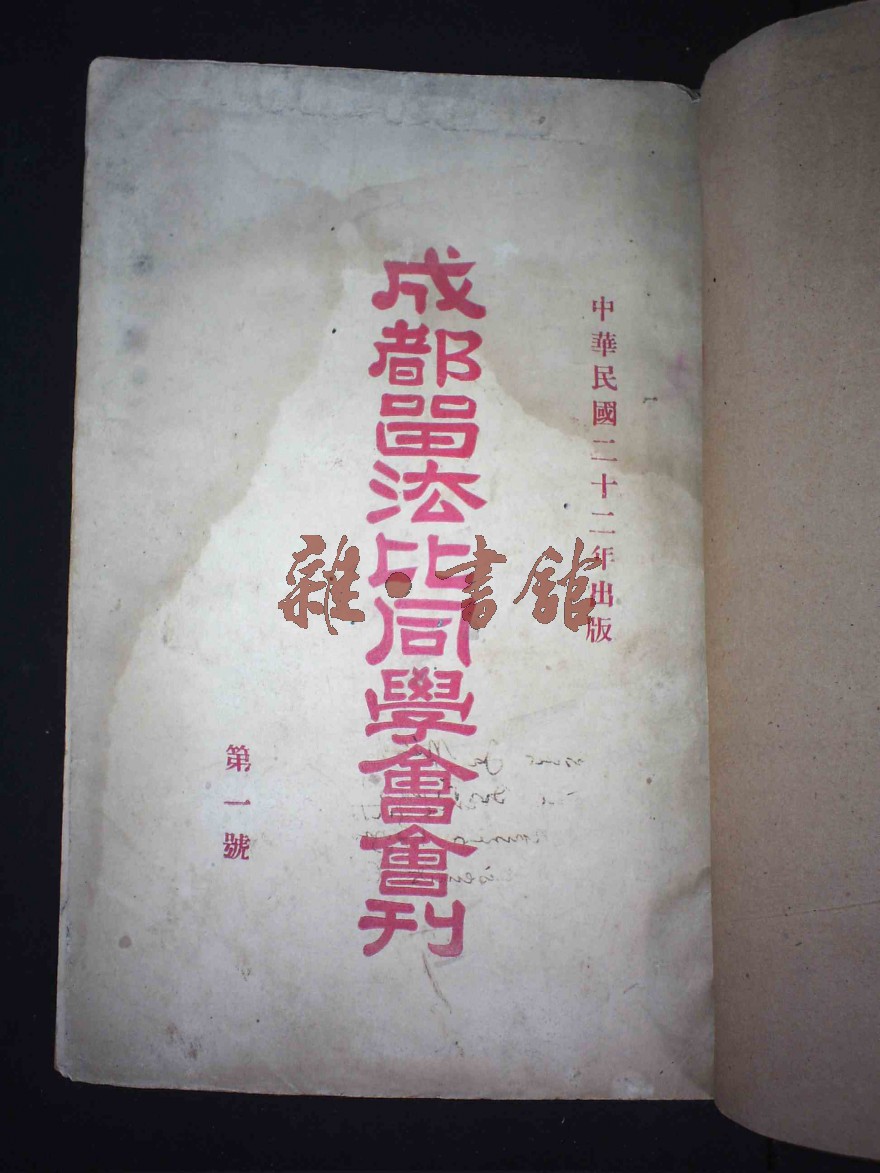 中華民國二十二年出版
成都畱法比同學會會刊
第一號
雜·書館